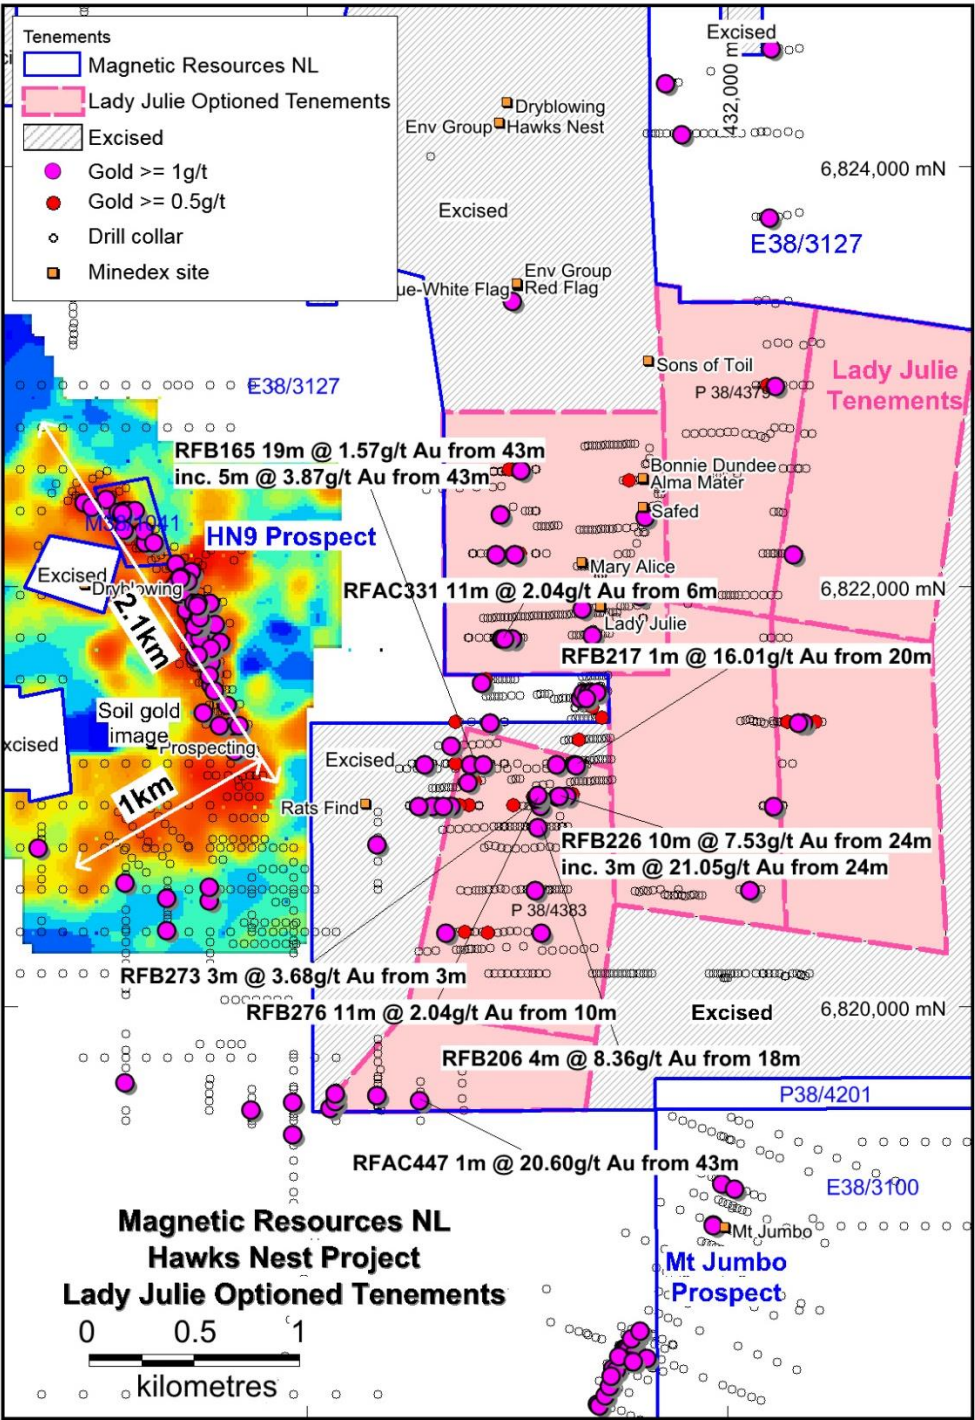 Tenements
Magnetic Resources NL
Lady Julie Optioned Tenements
Excised
Gold >= 1g/t
Gold >= 0.5g/t
Drill collar
Minedex site
Excised
432,000 m
Dryblowing
Env Group
Hawks Nest
6,824,000 mN
Excised
E38/3127
Env Group
ue-White Flag
Red Flag
Sons of Toil
E38/3127
Lady Julie
Tenements
P 38/4379
RFB165 19m @ 1.57g/t Au from 43m
inc. 5m @ 3.87g/t Au from 43m
Bonnie Dundee
Alma Mater
Safed
M38/1041
HN9 Prospect
Mary Alice
Excised
Dryblowing
RFAC331 11m @ 2.04g/t Au from 6m
6,822,000 mN
2.1km
Lady Julie
RFB217 1m @ 16.01g/t Au from 20m
Soil gold
image
Prospecting
xcised
Excised
1km
Rats Find
RFB226 10m @ 7.53g/t Au from 24m
inc. 3m @ 21.05g/t Au from 24m
P 38/4383
RFB273 3m @ 3.68g/t Au from 3m
RFB276 11m @ 2.04g/t Au from 10m
Excised
6,820,000 mN
RFB206 4m @ 8.36g/t Au from 18m
P38/4201
RFAC447 1m @ 20.60g/t Au from 43m
E38/3100
Mt Jumbo
Mt Jumbo
Prospect
Magnetic Resources NL
Hawks Nest Project
Lady Julie Optioned Tenements
0 0.5 1
kilometres